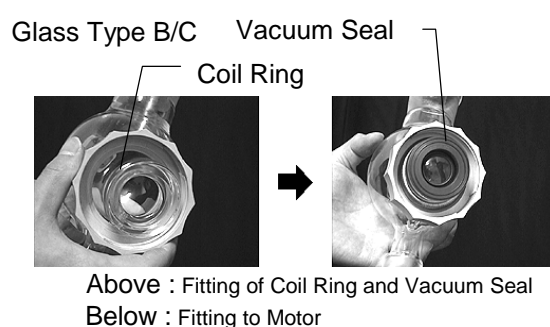 Glass Type B/C Vacuum Seal
Coil Ring
Above : Fitting of Coil Ring and Vacuum Seal
Below : Fitting to Motor